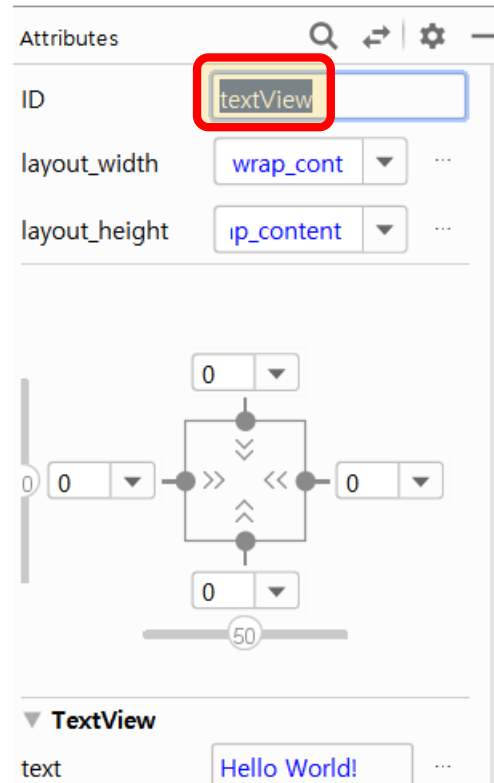 Attributes
ID textView
layout_width wrap_cont ...
layout_height ıp_content ...
0
0 0 0
0
50
TextView
text Hello World! ...